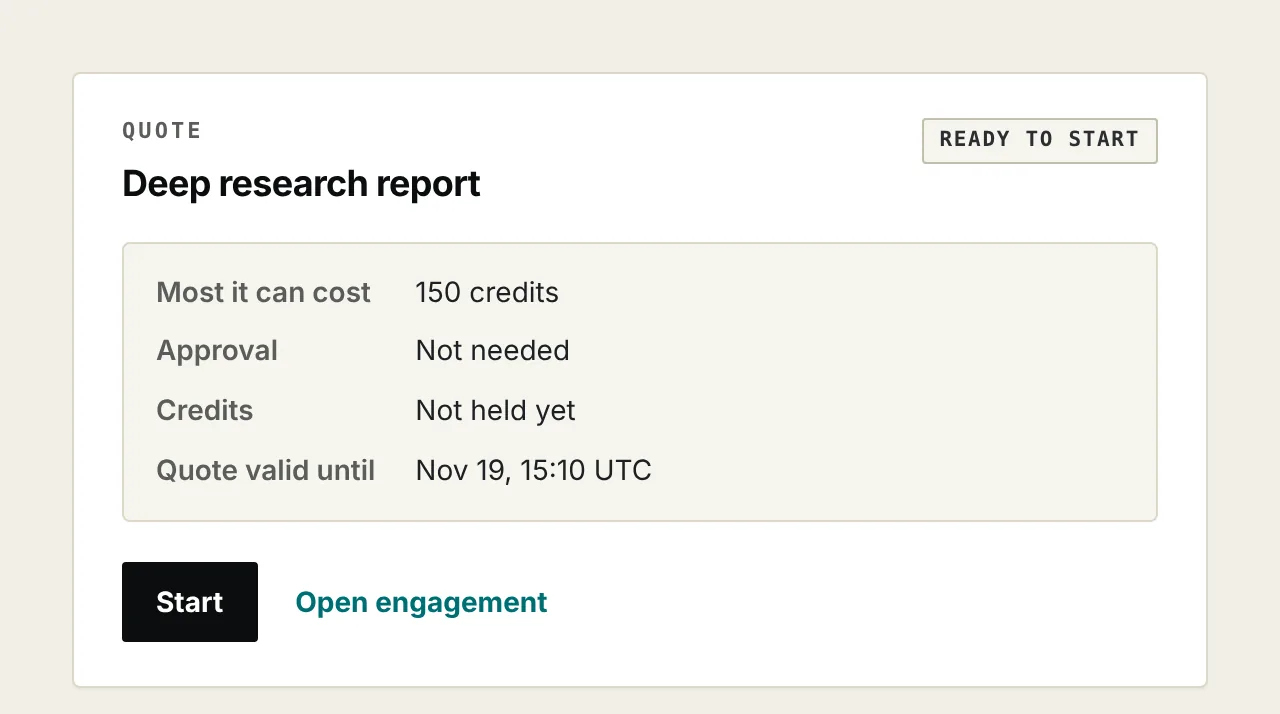 QUOTE
READY TO START
Deep research report
Most it can cost 150 credits
Approval Not needed
Credits Not held yet
Quote valid until Nov 19, 15:10 UTC
Start Open engagement